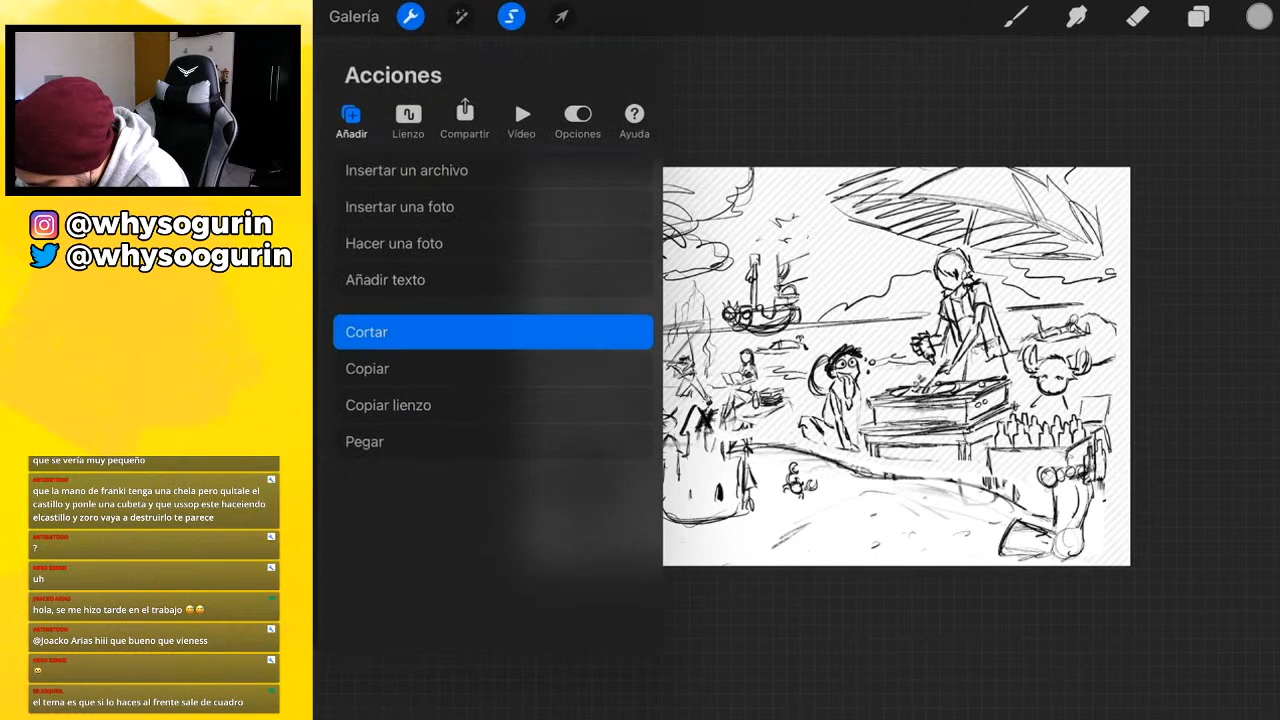 Galería
Acciones
Añadir
Lienzo
Compartir
Vídeo
Opciones
Ayuda
Insertar un archivo
Insertar una foto
Hacer una foto
Añadir texto
Cortar
Copiar
Copiar lienzo
Pegar
@whysogurin
@whysoogurin
que se vería muy pequeño
que la mano de franki tenga una chela pero quitale el
castillo y ponle una cubeta y que ussop este haceiendo
elcastillo y zoro vaya a destruirlo te parece
?
uh
JOACKO ARIAS
hola, se me hizo tarde en el trabajo
@Joacko Arias hiii que bueno que vieness
el tema es que si lo haces al frente sale de cuadro